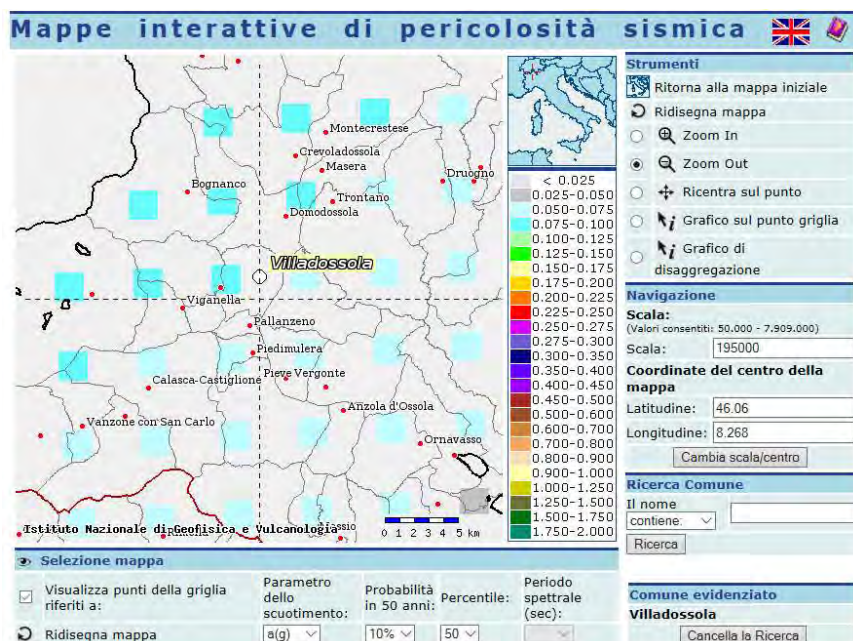 Mappe interattive di pericolosità sismica
Montecrestese
Crevoladossola
Masera
Druogno
Bognanco
Trontano
Domodossola
Villadossola
Viganella
Pallanzeno
Piedimulera
Pieve Vergonte
Calasca-Castiglione
Anzola d'Ossola
Vanzone con San Carlo
Ornavasso
Istituto Nazionale di Geofisica e Vulcanologia
0 1 2 3 4 5 km
< 0.025
0.025-0.050
0.050-0.075
0.075-0.100
0.100-0.125
0.125-0.150
0.150-0.175
0.175-0.200
0.200-0.225
0.225-0.250
0.250-0.275
0.275-0.300
0.300-0.350
0.350-0.400
0.400-0.450
0.450-0.500
0.500-0.600
0.600-0.700
0.700-0.800
0.800-0.900
0.900-1.000
1.000-1.250
1.250-1.500
1.500-1.750
1.750-2.000
Strumenti
Ritorna alla mappa iniziale
Ridisegna mappa
Zoom In
Zoom Out
Ricentra sul punto
Grafico sul punto griglia
Grafico di
disaggregazione
Navigazione
Scala:
(Valori consentiti: 50.000 - 7.909.000)
Scala: 195000
Coordinate del centro della
mappa
Latitudine: 46.06
Longitudine: 8.268
Cambia scala/centro
Ricerca Comune
Il nome
contiene:
Ricerca
Comune evidenziato
Villadossola
Cancella la Ricerca
Selezione mappa
Visualizza punti della griglia
riferiti a:
Parametro
dello
scuotimento:
Probabilità
in 50 anni:
Percentile:
Periodo
spettrale
(sec):
Ridisegna mappa
a(g) 10% 50